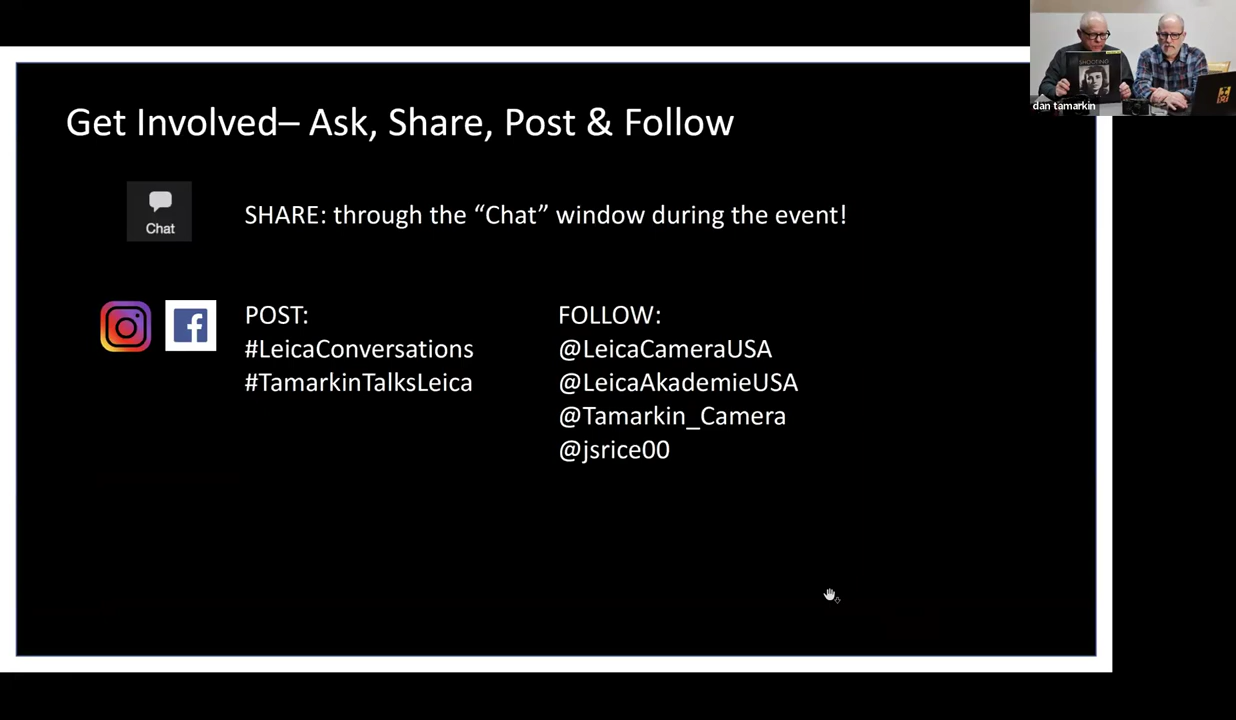 Get Involved– Ask, Share, Post & Follow
Chat
SHARE: through the “Chat” window during the event!
POST:
#LeicaConversations
#TamarkinTalksLeica
FOLLOW:
@LeicaCameraUSA
@LeicaAkademieUSA
@Tamarkin_Camera
@jsrice00
SHOOTING
dan tamarkin